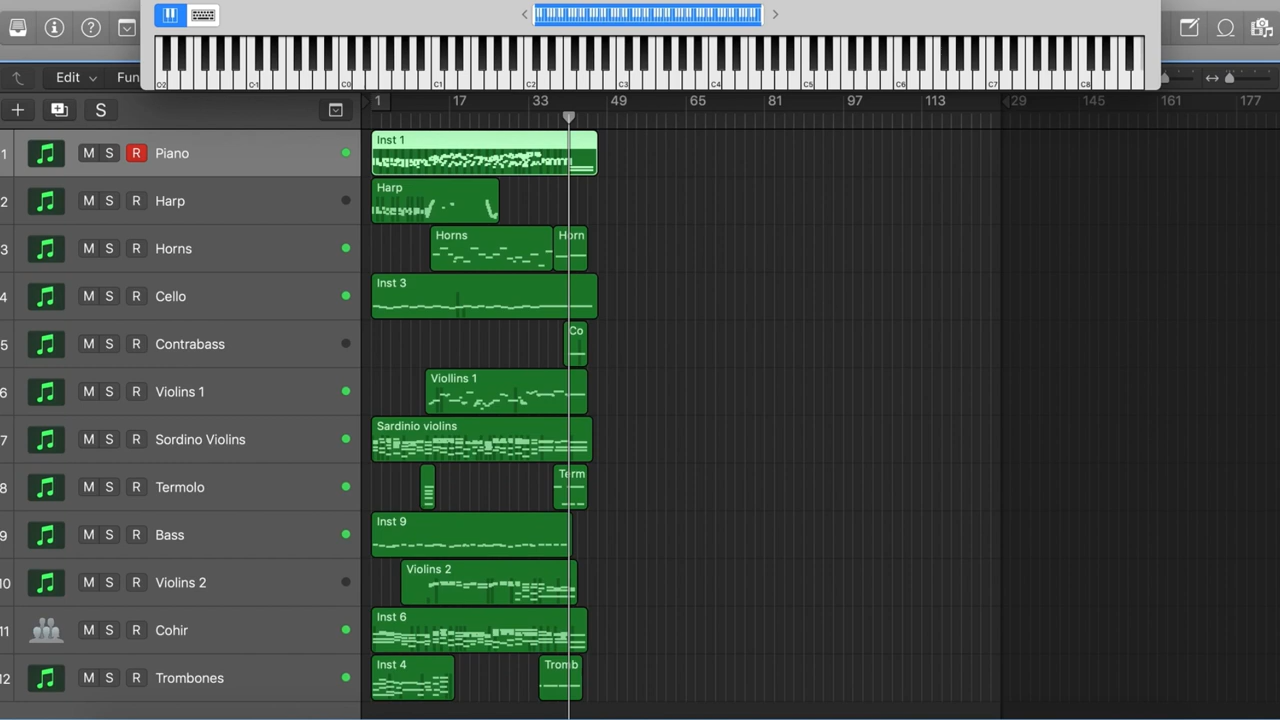 C-2 C-1 C0 C1 C2 C3 C4 C5 C6 C7 C8
Edit Fun
S
1 17 33 49 65 81 97 113 129 145 161 177
1 M S R Piano Inst 1
2 M S R Harp Harp
3 M S R Horns Horns Horn
4 M S R Cello Inst 3
5 M S R Contrabass Co
6 M S R Violins 1 Viollins 1
7 M S R Sordino Violins Sardinio violins
8 M S R Termolo Term
9 M S R Bass Inst 9
10 M S R Violins 2 Violins 2
11 M S R Cohir Inst 6
12 M S R Trombones Inst 4 Tromb